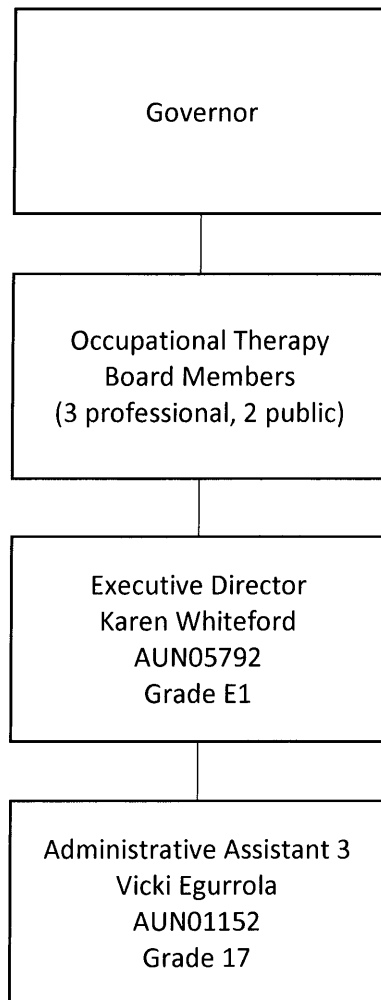 Governor
Occupational Therapy
Board Members
(3 professional, 2 public)
Executive Director
Karen Whiteford
AUN05792
Grade E1
Administrative Assistant 3
Vicki Egurrola
AUN01152
Grade 17